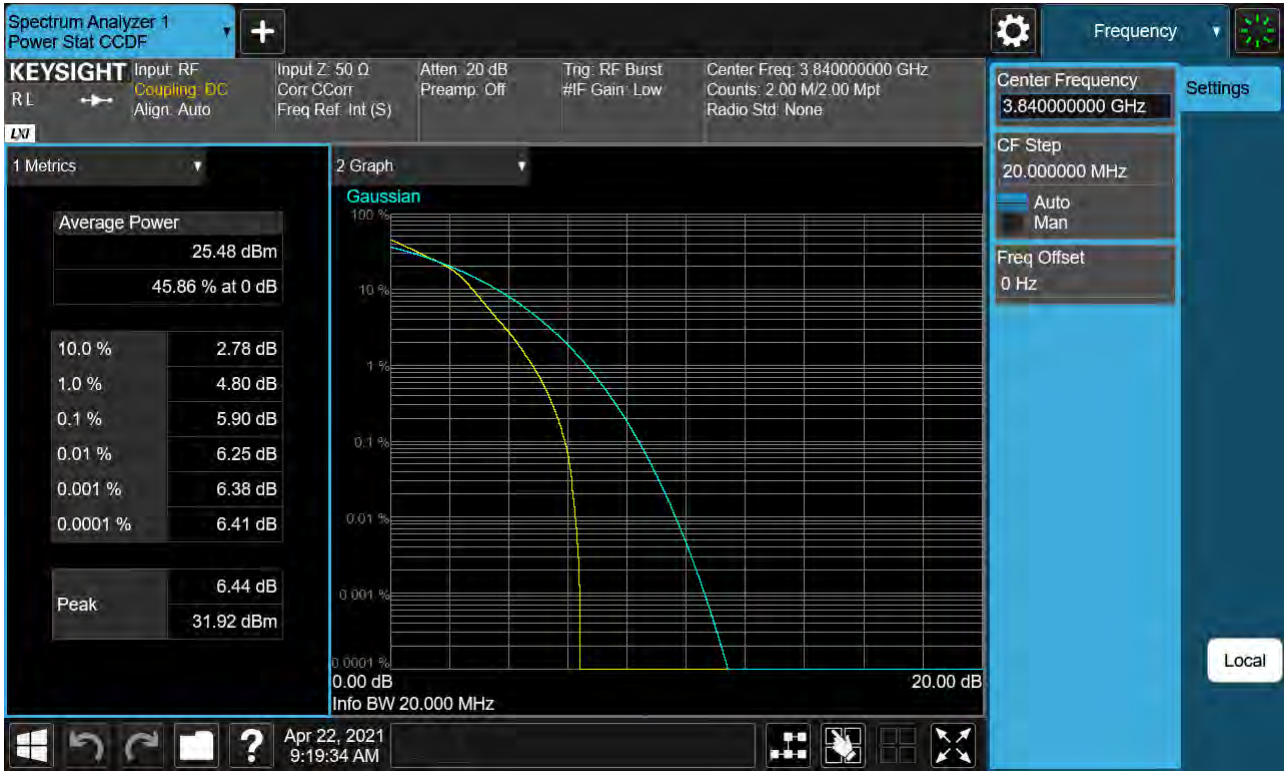 Spectrum Analyzer 1
Power Stat CCDF
Frequency
KEYSIGHT
R L
LXI
Input: RF
Coupling: DC
Align: Auto
Input Z: 50 Ω
Corr CCorr
Freq Ref: Int (S)
Atten: 20 dB
Preamp: Off
Trig: RF Burst
#IF Gain: Low
Center Freq: 3.840000000 GHz
Counts: 2.00 M/2.00 Mpt
Radio Std: None
Center Frequency
3.840000000 GHz
Settings
CF Step
20.000000 MHz
Auto
Man
Freq Offset
0 Hz
1 Metrics
Average Power
25.48 dBm
45.86 % at 0 dB
10.0 % 2.78 dB
1.0 % 4.80 dB
0.1 % 5.90 dB
0.01 % 6.25 dB
0.001 % 6.38 dB
0.0001 % 6.41 dB
Peak
6.44 dB
31.92 dBm
2 Graph
Gaussian
100 %
10 %
1 %
0.1 %
0.01 %
0.001 %
0.0001 %
0.00 dB 20.00 dB
Info BW 20.000 MHz
Local
?
Apr 22, 2021
9:19:34 AM